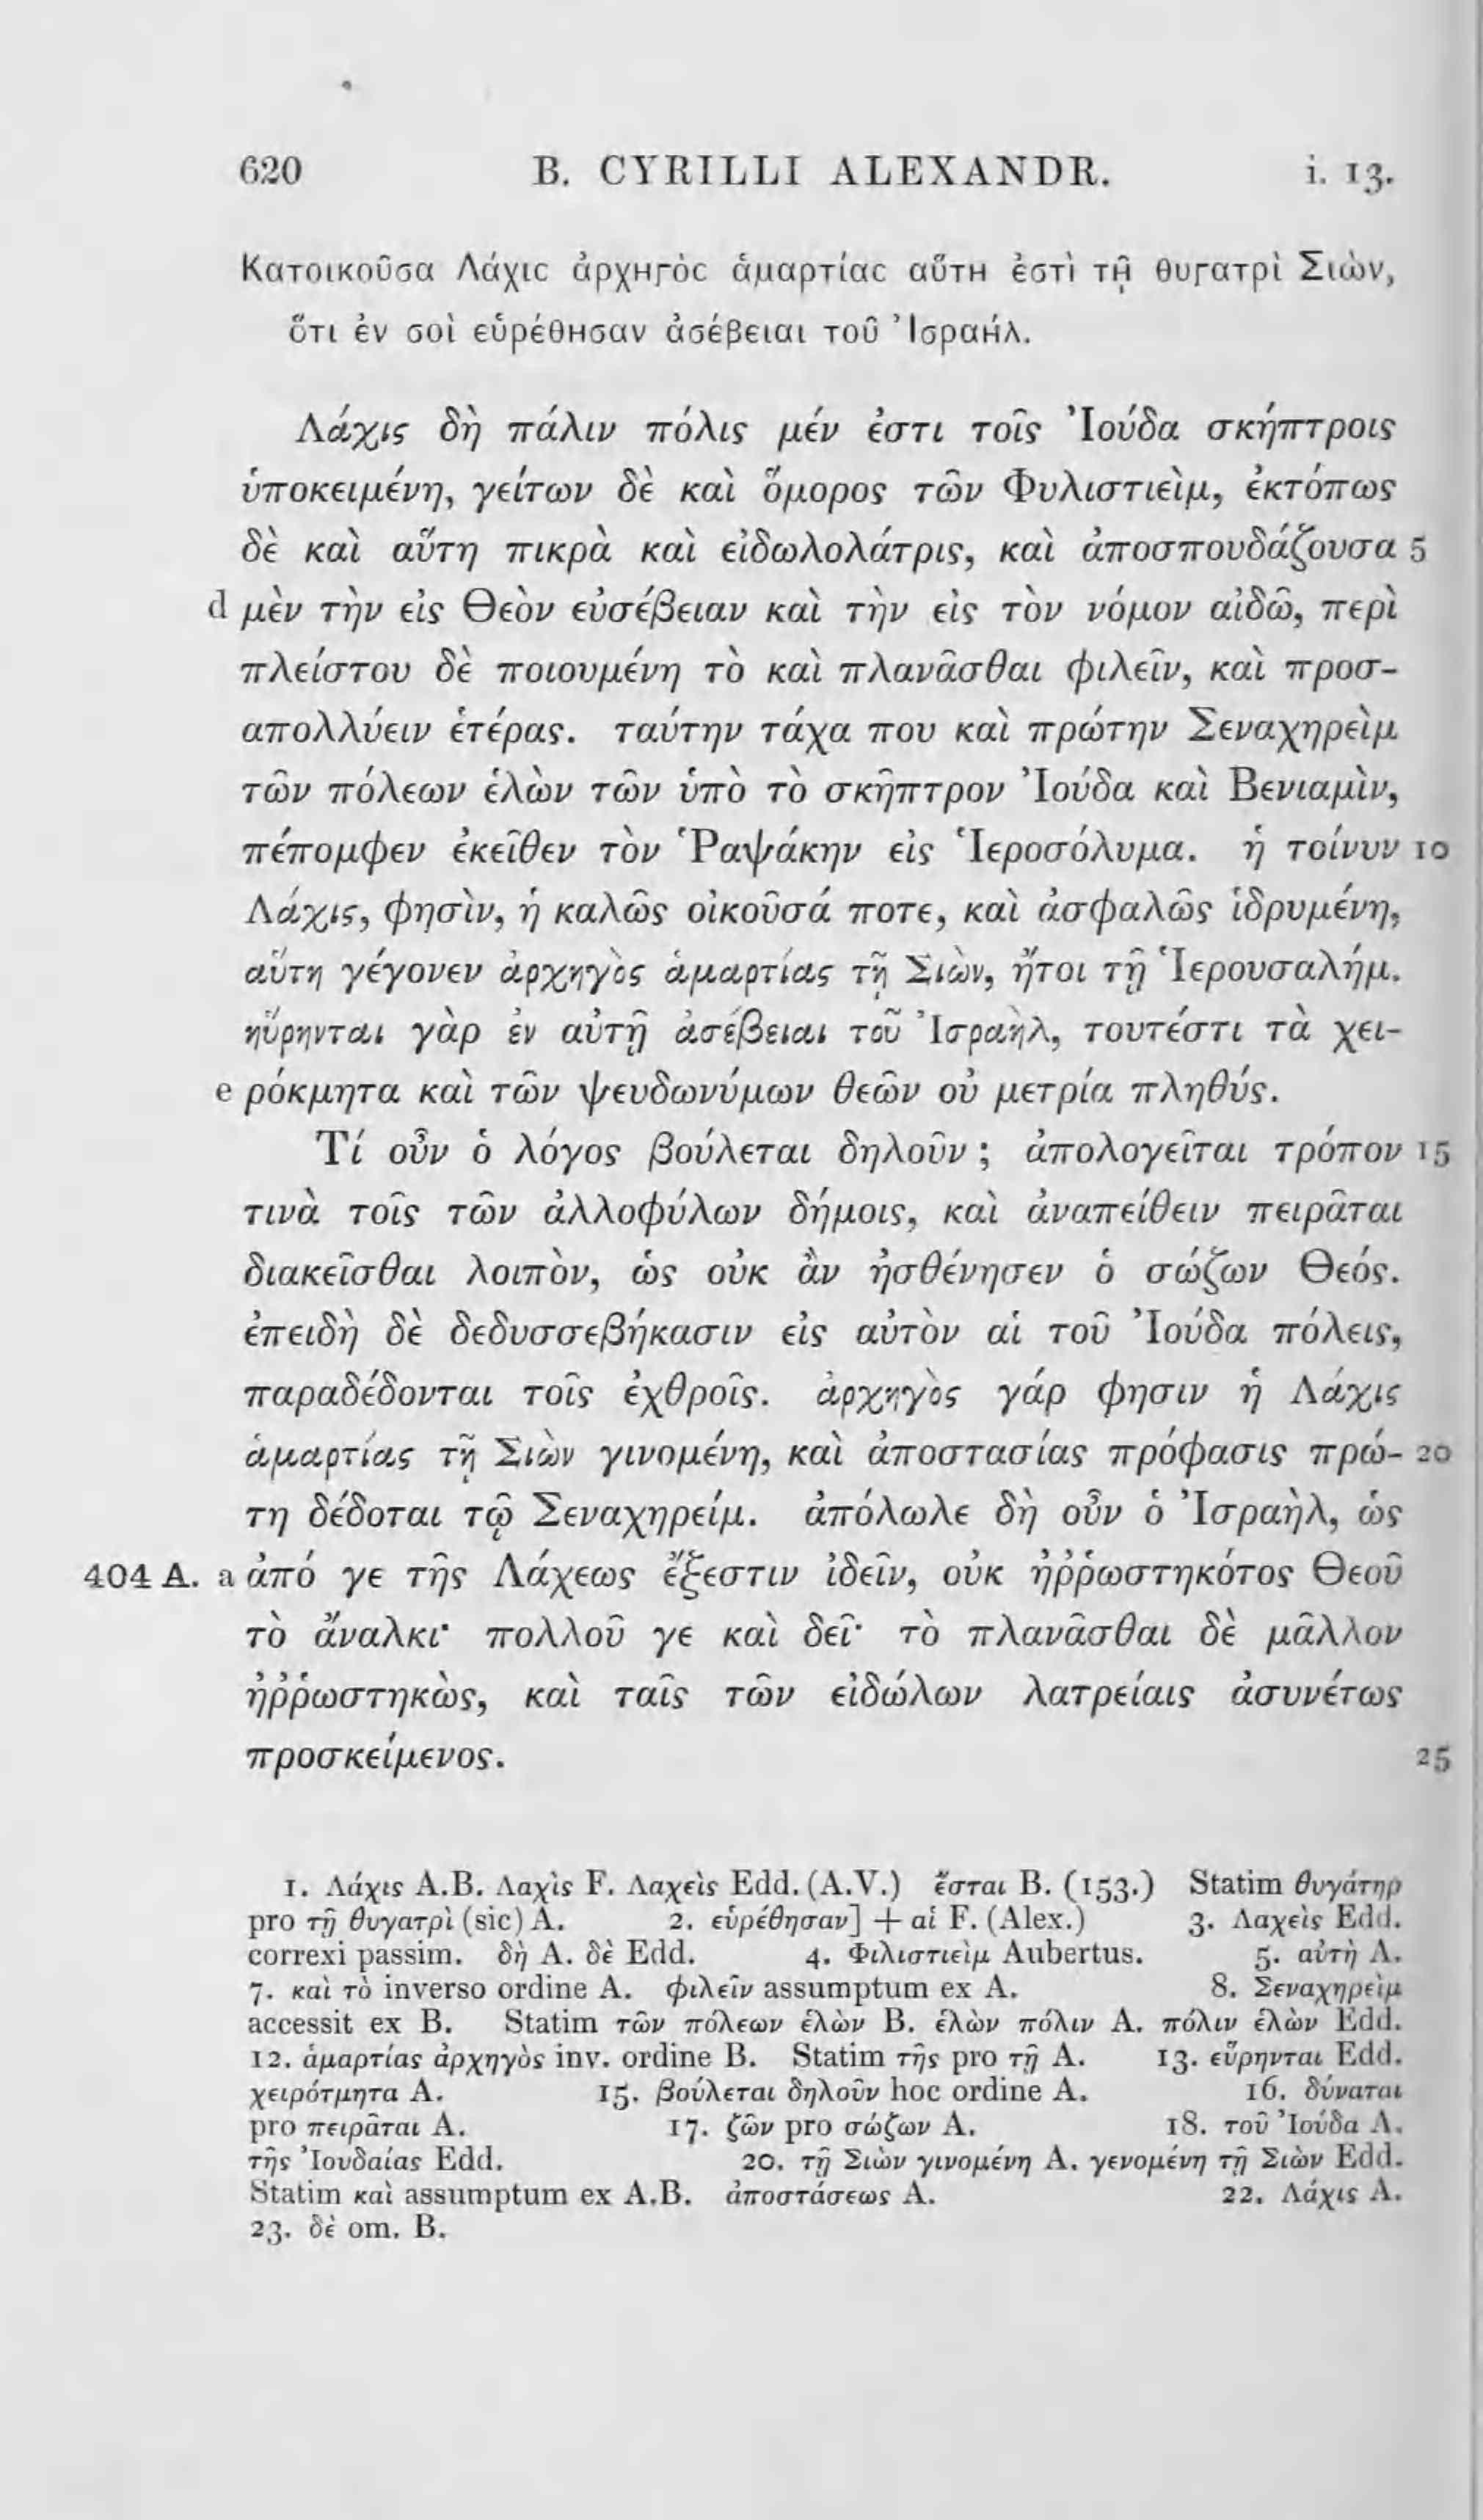 620 B. CYRILLI ALEXANDR. i. 13.
Κατοικοῦσα Λάχις ἀρχηγὸς ἁμαρτίας αὕτη ἐστὶ τῇ θυγατρὶ Σιὼν,
ὅτι ἐν σοὶ εὑρέθησαν ἀσέβειαι τοῦ Ἰσραήλ.
Λάχις δὴ πάλιν πόλις μέν ἐστι τοῖς Ἰούδα σκήπτροις
ὑποκειμένη, γείτων δὲ καὶ ὅμορος τῶν Φυλιστιεὶμ, ἐκτόπως
δὲ καὶ αὕτη πικρὰ καὶ εἰδωλολάτρις, καὶ ἀποσπουδάζουσα 5
d μὲν τὴν εἰς Θεὸν εὐσέβειαν καὶ τὴν εἰς τὸν νόμον αἰδῶ, περὶ
πλείστου δὲ ποιουμένη τὸ καὶ πλανᾶσθαι φιλεῖν, καὶ προσ-
απολλύειν ἑτέρας. ταύτην τάχα που καὶ πρώτην Σεναχηρεὶμ
τῶν πόλεων ἑλὼν τῶν ὑπὸ τὸ σκῆπτρον Ἰούδα καὶ Βενιαμὶν,
πέπομφεν ἐκεῖθεν τὸν Ῥαψάκην εἰς Ἱεροσόλυμα. ἡ τοίνυν 10
Λάχις, φησὶν, ἡ καλῶς οἰκοῦσά ποτε, καὶ ἀσφαλῶς ἱδρυμένη,
αὕτη γέγονεν ἀρχηγὸς ἁμαρτίας τῇ Σιὼν, ἤτοι τῇ Ἱερουσαλήμ.
ηὕρηνται γὰρ ἐν αὐτῇ ἀσέβειαι τοῦ Ἰσραὴλ, τουτέστι τὰ χει-
e ρόκμητα καὶ τῶν ψευδωνύμων θεῶν οὐ μετρία πληθύς.
Τί οὖν ὁ λόγος βούλεται δηλοῦν ; ἀπολογεῖται τρόπον 15
τινὰ τοῖς τῶν ἀλλοφύλων δήμοις, καὶ ἀναπείθειν πειρᾶται
διακεῖσθαι λοιπὸν, ὡς οὐκ ἂν ἠσθένησεν ὁ σώζων Θεός.
ἐπειδὴ δὲ δεδυσσεβήκασιν εἰς αὐτὸν αἱ τοῦ Ἰούδα πόλεις,
παραδέδονται τοῖς ἐχθροῖς. ἀρχηγὸς γάρ φησιν ἡ Λάχις
ἁμαρτίας τῇ Σιὼν γινομένη, καὶ ἀποστασίας πρόφασις πρώ- 20
τη δέδοται τῷ Σεναχηρείμ. ἀπόλωλε δὴ οὖν ὁ Ἰσραὴλ, ὡς
404 A. a ἀπό γε τῆς Λάχεως ἔξεστιν ἰδεῖν, οὐκ ἠῤῥωστηκότος Θεοῦ
τὸ ἄναλκι· πολλοῦ γε καὶ δεῖ· τὸ πλανᾶσθαι δὲ μᾶλλον
ἠῤῥωστηκὼς, καὶ ταῖς τῶν εἰδώλων λατρείαις ἀσυνέτως
προσκείμενος. 25
1. Λάχις A.B. Λαχὶς F. Λαχεὶς Edd. (A.V.) ἔσται B. (153.) Statim θυγάτηρ
pro τῇ θυγατρὶ (sic) A. 2. εὑρέθησαν] + αἱ F. (Alex.) 3. Λαχεὶς Edd.
correxi passim. δὴ A. δὲ Edd. 4. Φιλιστιεὶμ Aubertus. 5. αὐτὴ A.
7. καὶ τὸ inverso ordine A. φιλεῖν assumptum ex A. 8. Σεναχηρεὶμ
accessit ex B. Statim τῶν πόλεων ἑλὼν B. ἑλὼν πόλιν A. πόλιν ἑλὼν Edd.
12. ἁμαρτίας ἀρχηγὸς inv. ordine B. Statim τῆς pro τῇ A. 13. εὕρηνται Edd.
χειρότμητα A. 15. βούλεται δηλοῦν hoc ordine A. 16. δύναται
pro πειρᾶται A. 17. ζῶν pro σώζων A. 18. τοῦ Ἰούδα A.
τῆς Ἰουδαίας Edd. 20. τῇ Σιὼν γινομένη A. γενομένη τῇ Σιὼν Edd.
Statim καὶ assumptum ex A.B. ἀποστάσεως A. 22. Λάχις A.
23. δὲ om. B.